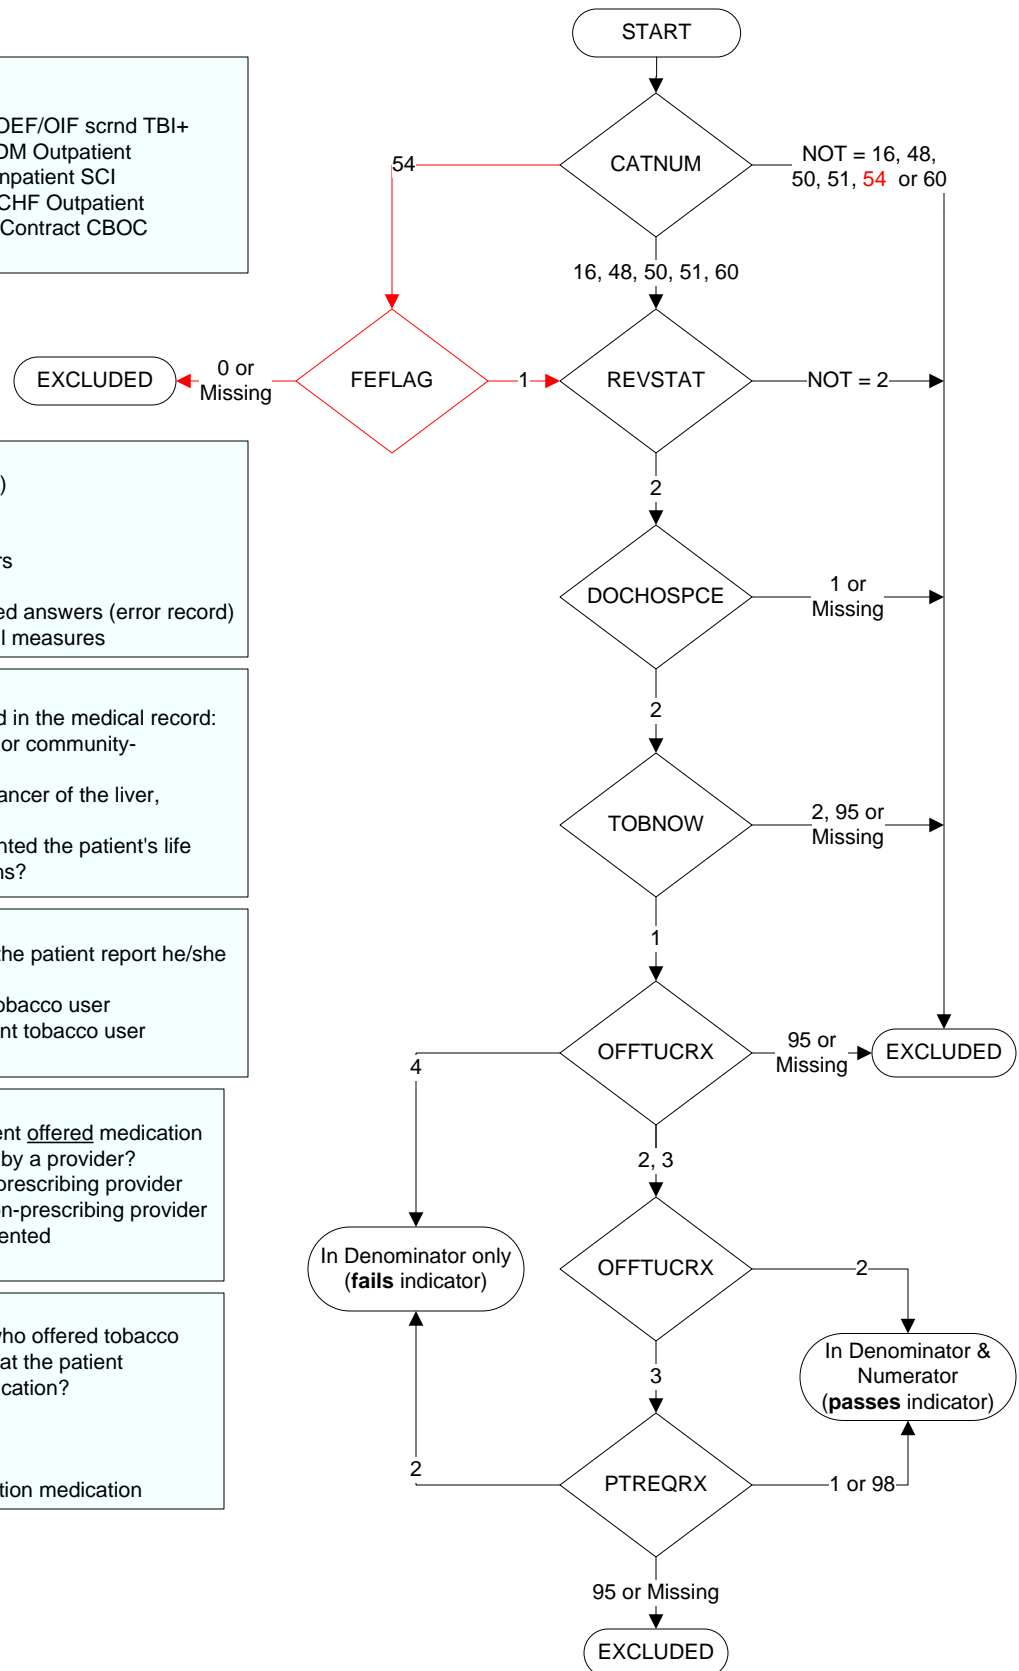 START
OEF/OIF scrnd TBI+
DM Outpatient
Inpatient SCI
CHF Outpatient
Contract CBOC
54
CATNUM
NOT = 16, 48,
50, 51, 54 or 60
16, 48, 50, 51, 60
EXCLUDED
0 or
Missing
FEFLAG
1
REVSTAT
NOT = 2
2
)
rs
ed answers (error record)
l measures
DOCHOSPCE
1 or
Missing
2
d in the medical record:
or community-
ancer of the liver,
nted the patient's life
ns?
TOBNOW
2, 95 or
Missing
1
the patient report he/she
obacco user
nt tobacco user
OFFTUCRX
95 or
Missing
EXCLUDED
4
2, 3
ent offered medication
by a provider?
prescribing provider
on-prescribing provider
ented
In Denominator only
(fails indicator)
OFFTUCRX
2
3
In Denominator &
Numerator
(passes indicator)
who offered tobacco
at the patient
ication?
tion medication
2
PTREQRX
1 or 98
95 or Missing
EXCLUDED